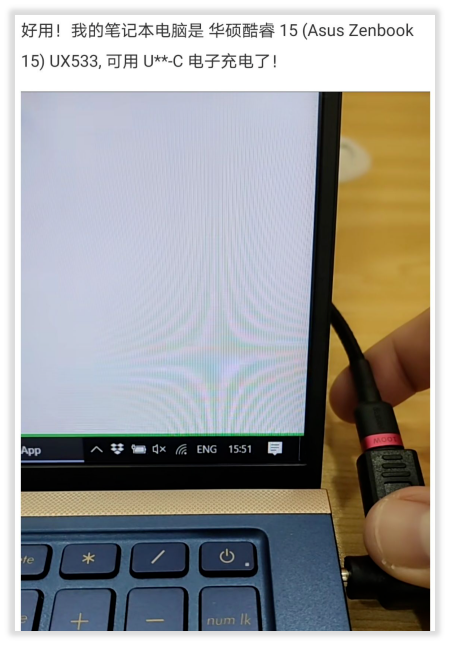 好用！我的笔记本电脑是 华硕酷睿 15 (Asus Zenbook
15) UX533, 可用 U**-C 电子充电了！
App
ENG 15:51
num lk